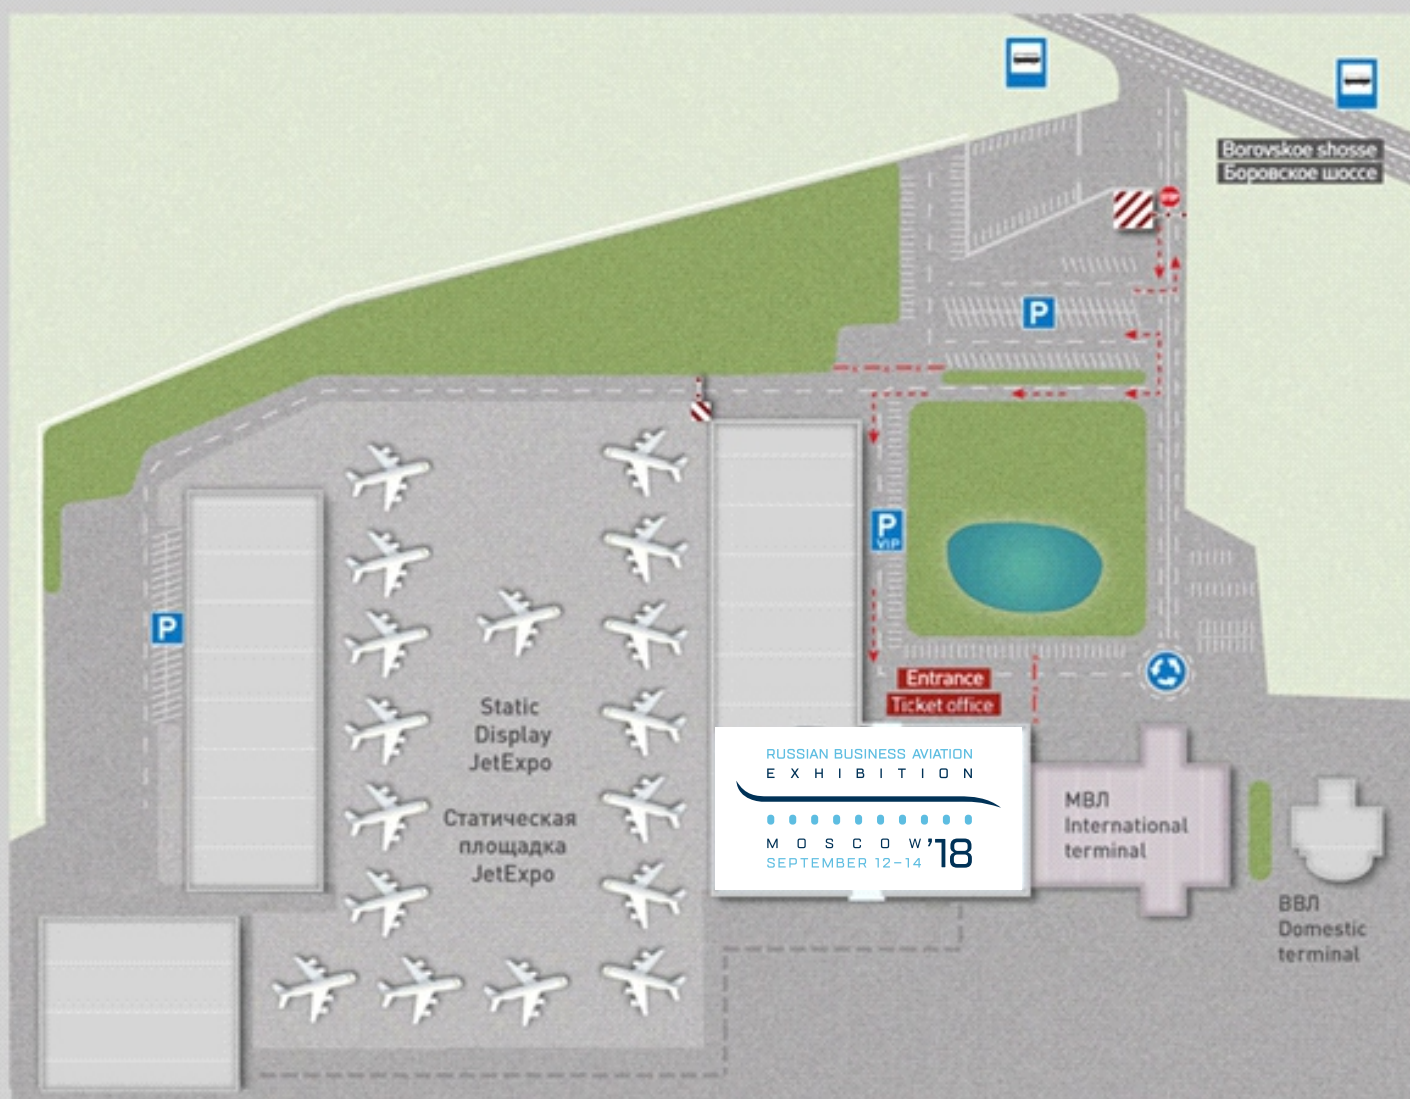 Borovskoe shosse
Боровское шоссе
STOP
P
P
VIP
P
Entrance
Ticket office
Static
Display
JetExpo
Статическая
площадка
JetExpo
RUSSIAN BUSINESS AVIATION
EXHIBITION
MOSCOW'18
SEPTEMBER 12–14
МВЛ
International
terminal
ВВЛ
Domestic
terminal